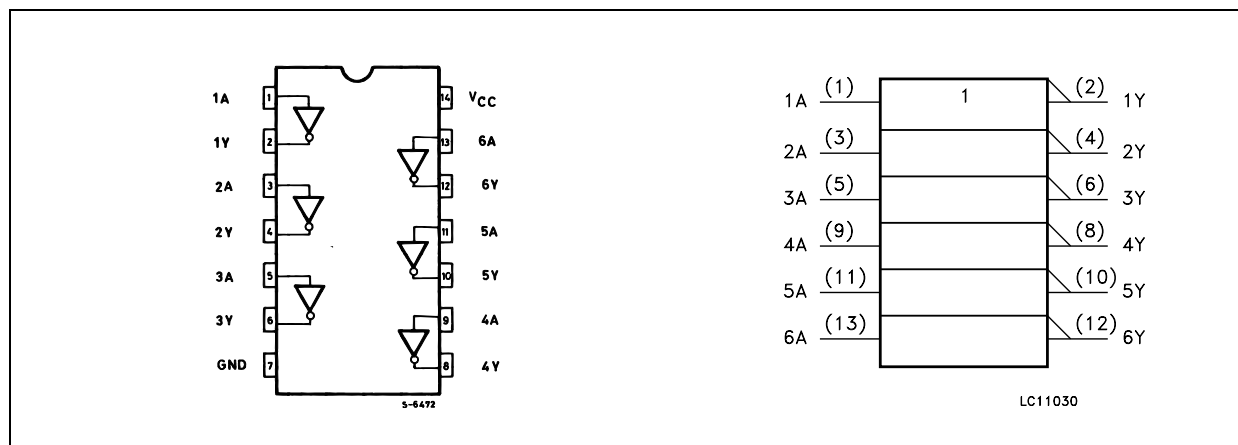 1A 1 14 VCC
1Y 2 13 6A
2A 3 12 6Y
2Y 4 11 5A
3A 5 10 5Y
3Y 6 9 4A
GND 7 8 4Y
S-6472
1A (1) 1 (2) 1Y
2A (3) (4) 2Y
3A (5) (6) 3Y
4A (9) (8) 4Y
5A (11) (10) 5Y
6A (13) (12) 6Y
LC11030